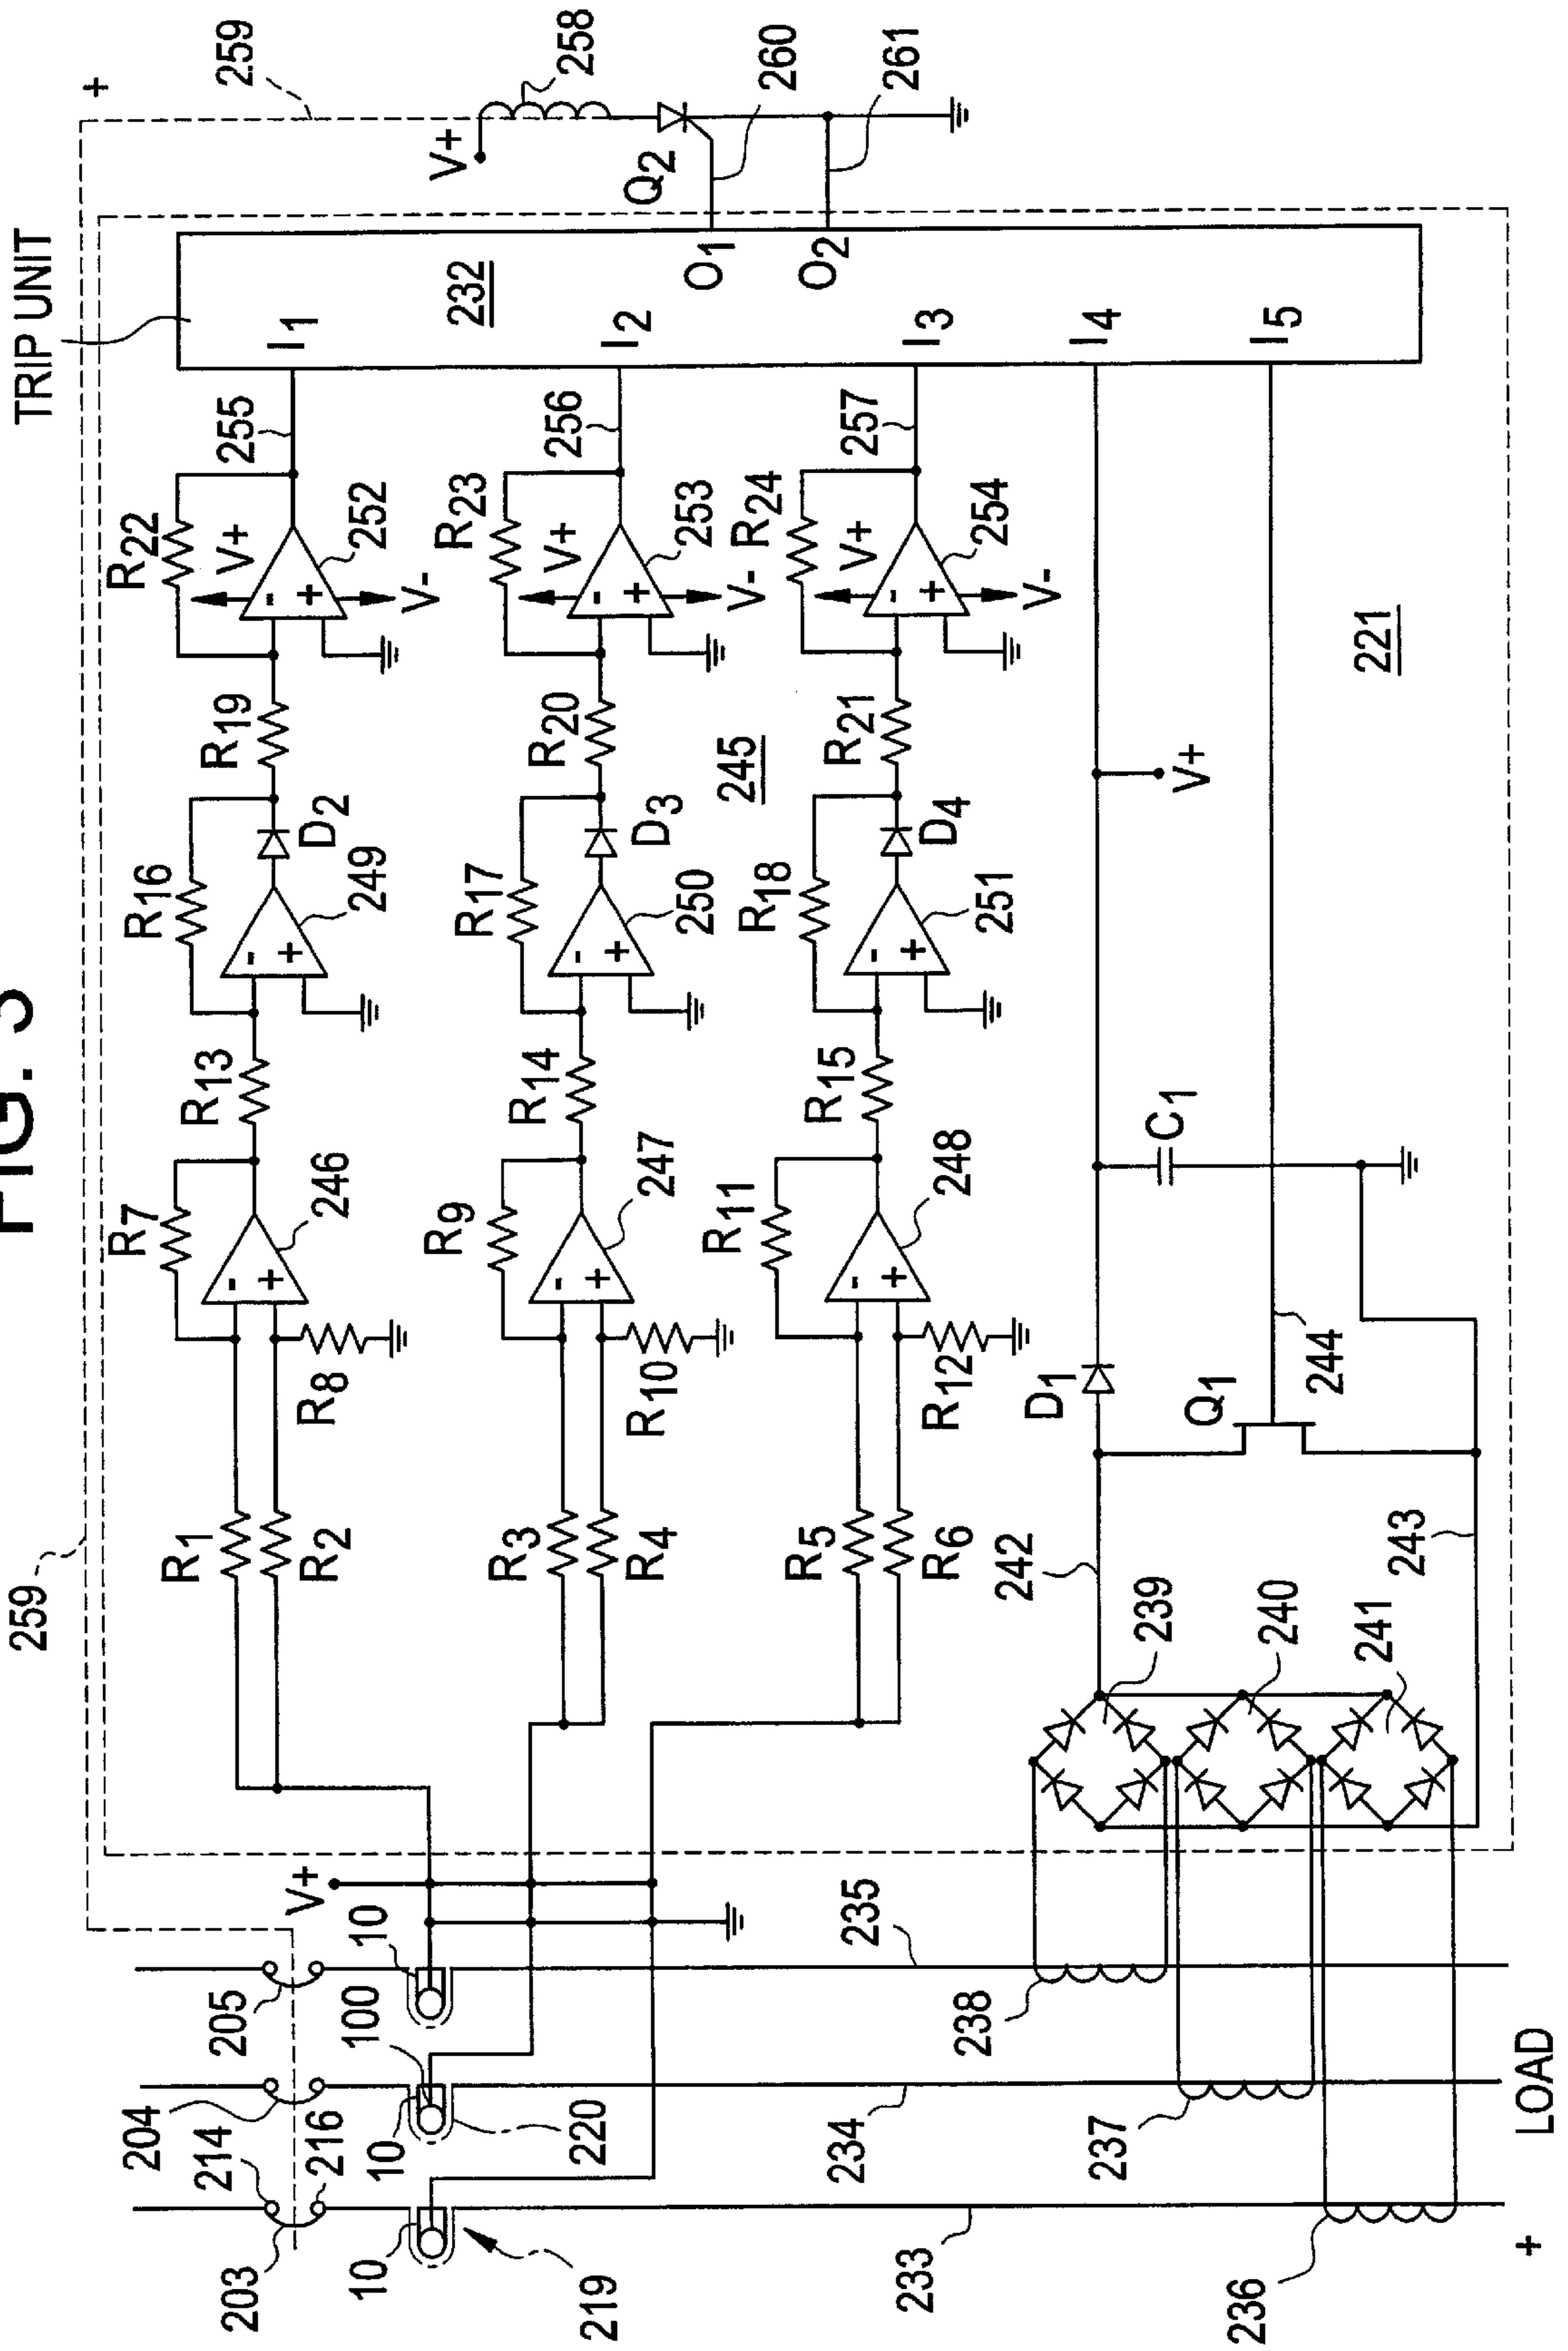 FIG. 3
TRIP UNIT
+
259
259
V+
258
Q2
260
261
232
I1
I2
I3
I4
I5
O1
O2
R1
R2
R7
R8
246
R13
R16
249
D2
R19
R22
V+
V-
252
255
R3
R4
R9
R10
247
R14
R17
250
D3
R20
R23
V+
V-
253
256
245
R5
R6
R11
R12
248
R15
R18
251
D4
R21
R24
V+
V-
254
257
242
D1
Q1
244
C1
V+
221
243
239
240
241
V+
205
204
214
216
203
10
100
10
220
10
219
235
234
233
238
237
236
LOAD
+